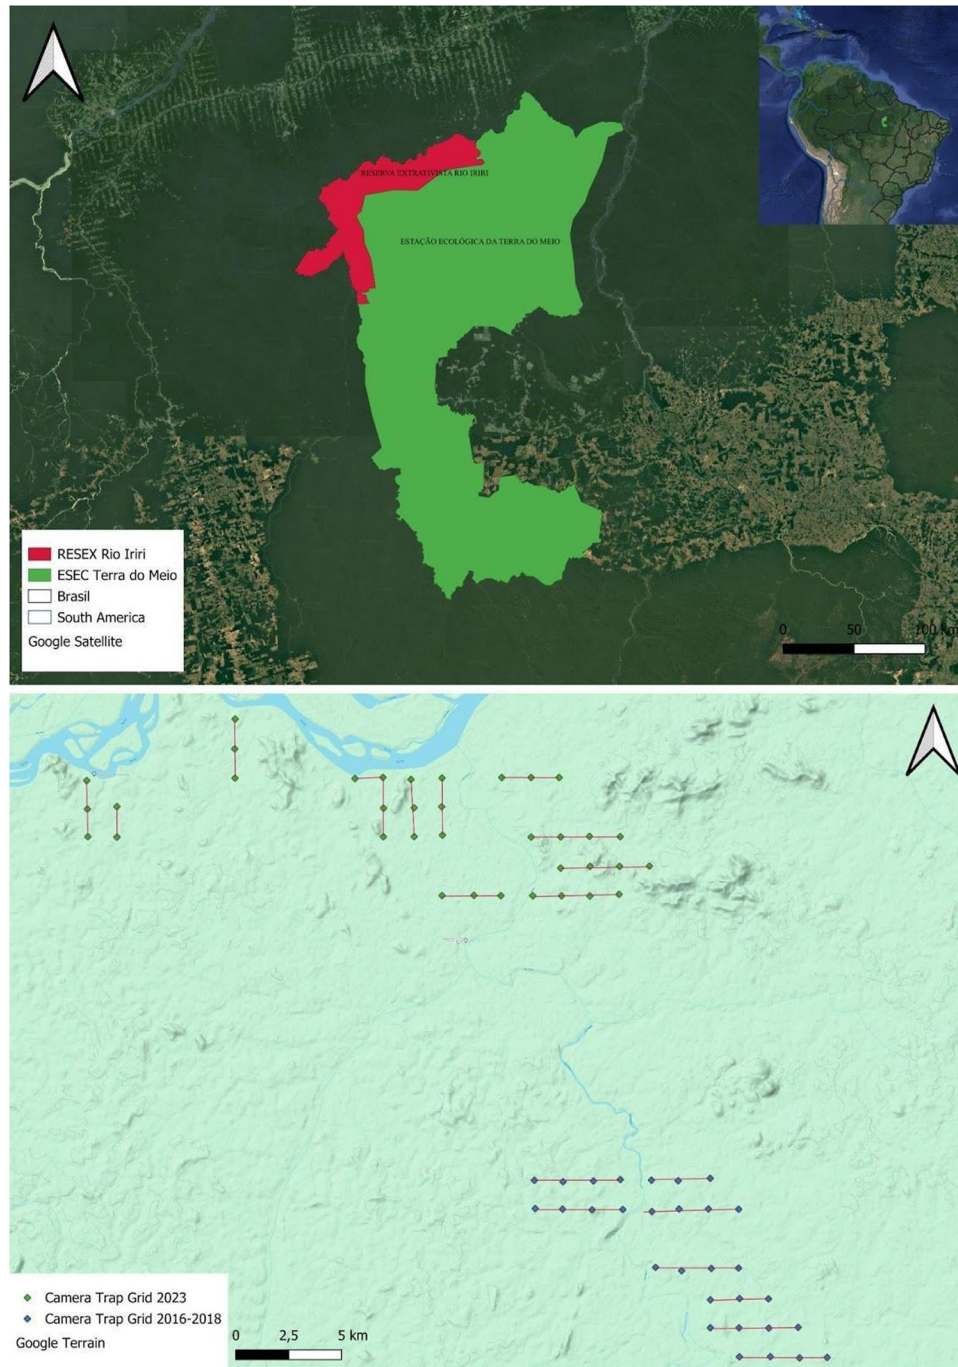 RESERVA EXTRATIVISTA RIO IRIRI
ESTAÇÃO ECOLÓGICA DA TERRA DO MEIO
RESEX Rio Iriri
ESEC Terra do Meio
Brasil
South America
Google Satellite
0 50 100 km
Camera Trap Grid 2023
Camera Trap Grid 2016-2018
Google Terrain
0 2,5 5 km